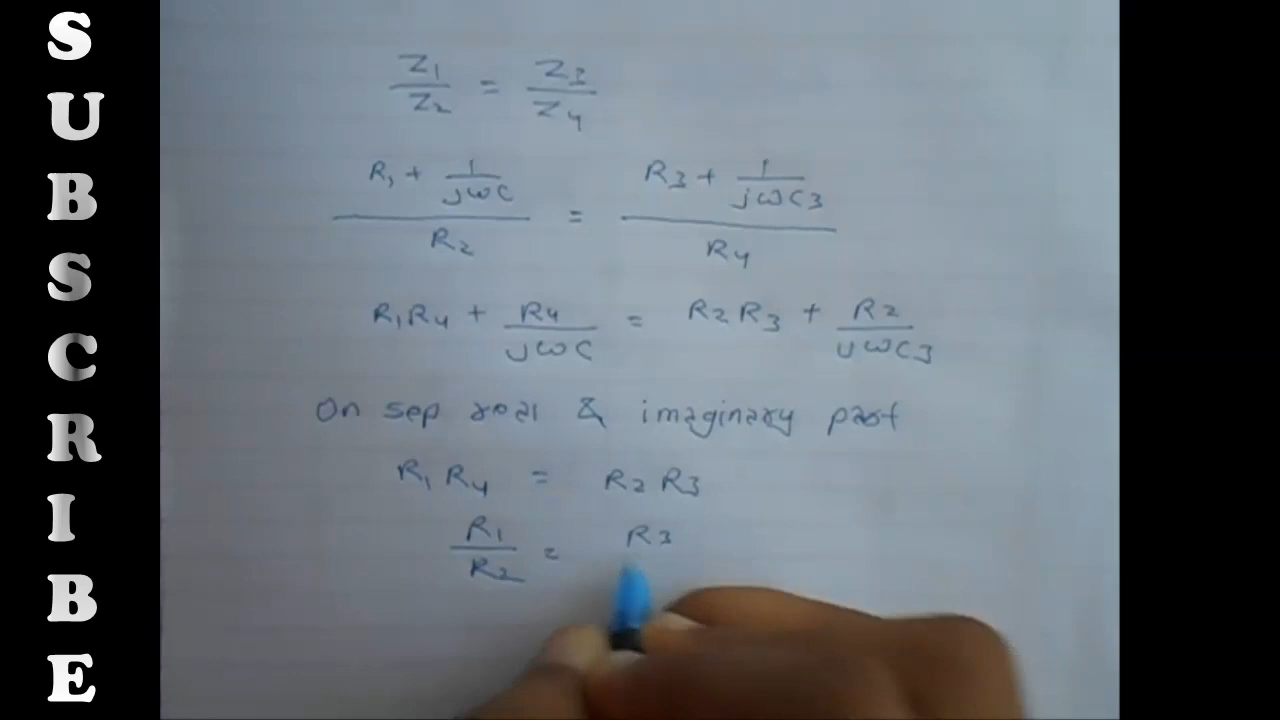 SUBSCRIBE
Z1/Z2 = Z3/Z4
(R1 + 1/jωC)/R2 = (R3 + 1/jωC3)/R4
R1R4 + R4/jωC = R2R3 + R2/jωC3
On sep real & imaginary part
R1R4 = R2R3
R1/R2 = R3